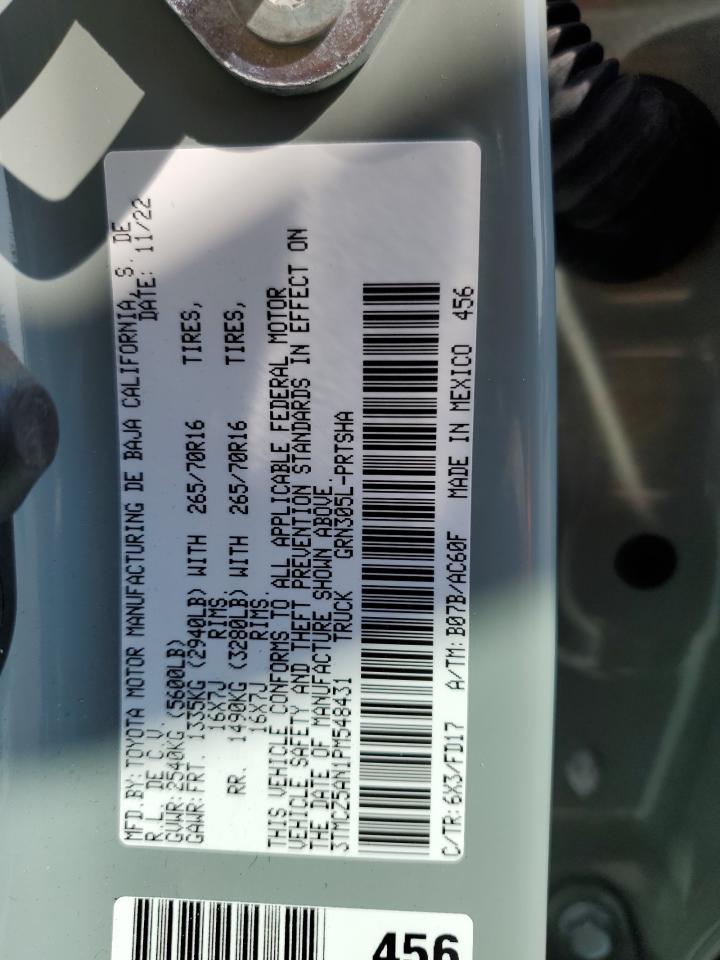 MFD.BY: TOYOTA MOTOR MANUFACTURING DE BAJA CALIFORNIA, S. DE
R.L. DE C.V. DATE: 11/22
GVWR: 2540KG (5600LB)
GAWR: FRT. 1335KG (2940LB) WITH 265/70R16 TIRES,
16X7J RIMS
RR. 1490KG (3280LB) WITH 265/70R16 TIRES,
16X7J RIMS.
THIS VEHICLE CONFORMS TO ALL APPLICABLE FEDERAL MOTOR
VEHICLE SAFETY AND THEFT PREVENTION STANDARDS IN EFFECT ON
THE DATE OF MANUFACTURE SHOWN ABOVE.
3TMCZ5AN1PM548431 TRUCK GRN305L-PRTSHA
C/TR: 6X3/FD17 A/TM: B07B/AC60F MADE IN MEXICO 456
456